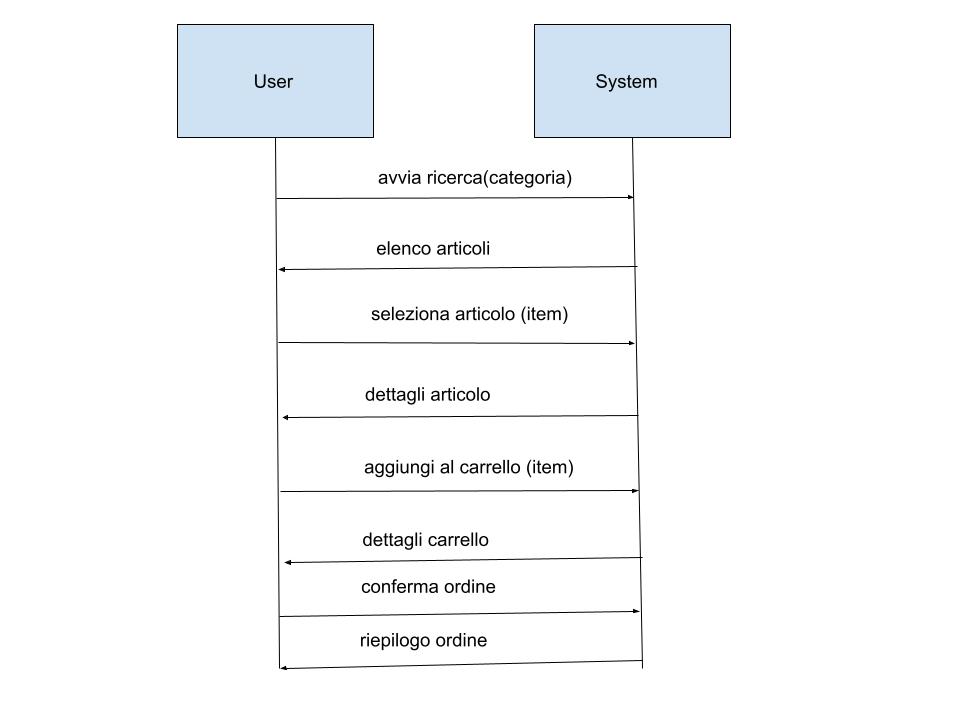 User
System
avvia ricerca(categoria)
elenco articoli
seleziona articolo (item)
dettagli articolo
aggiungi al carrello (item)
dettagli carrello
conferma ordine
riepilogo ordine